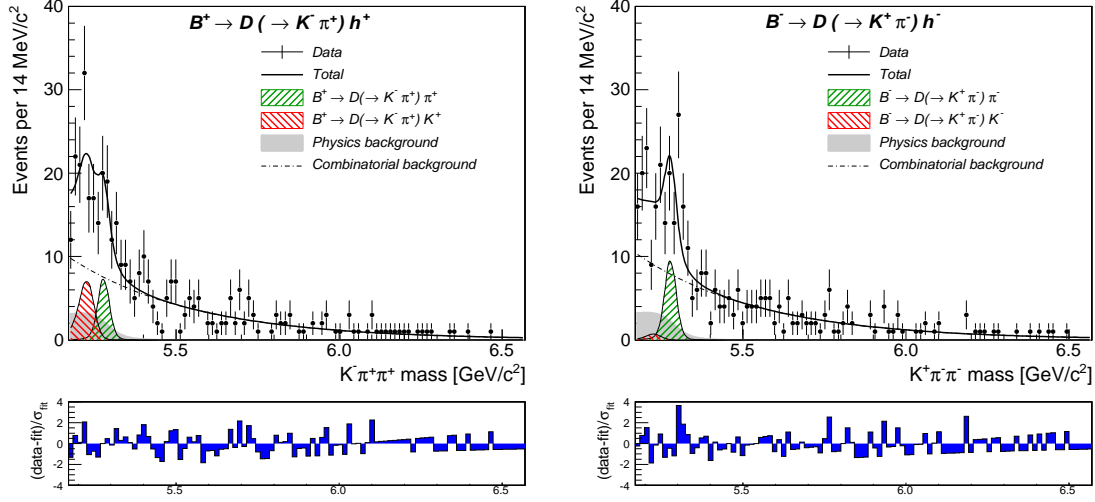 B⁺ → D (→ K⁻ π⁺) h⁺
Events per 14 MeV/c²
40
30
20
10
0
Data
Total
B⁺ → D(→ K⁻ π⁺) π⁺
B⁺ → D(→ K⁻ π⁺) K⁺
Physics background
Combinatorial background
5.5 6.0 6.5
K⁻π⁺π⁺ mass [GeV/c²]
(data-fit)/σ_fit
4
2
0
-2
-4
5.5 6.0 6.5
B⁻ → D (→ K⁺ π⁻) h⁻
Events per 14 MeV/c²
40
30
20
10
0
Data
Total
B⁻ → D(→ K⁺ π⁻) π⁻
B⁻ → D(→ K⁺ π⁻) K⁻
Physics background
Combinatorial background
5.5 6.0 6.5
K⁺π⁻π⁻ mass [GeV/c²]
(data-fit)/σ_fit
4
2
0
-2
-4
5.5 6.0 6.5